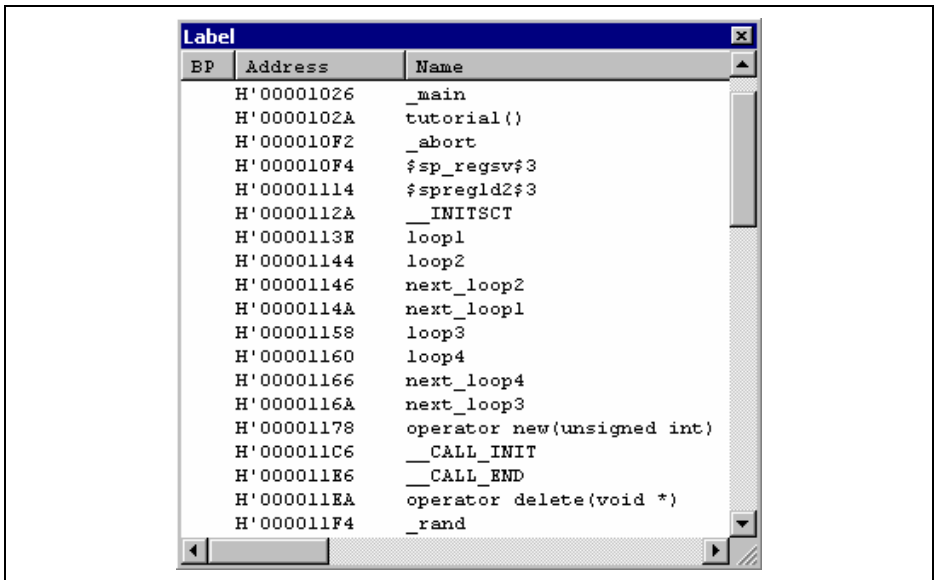 Label
BP Address Name
H'00001026 _main
H'0000102A tutorial()
H'000010F2 _abort
H'000010F4 $sp_regsv$3
H'00001114 $spregld2$3
H'0000112A __INITSCT
H'0000113E loop1
H'00001144 loop2
H'00001146 next_loop2
H'0000114A next_loop1
H'00001158 loop3
H'00001160 loop4
H'00001166 next_loop4
H'0000116A next_loop3
H'00001178 operator new(unsigned int)
H'000011C6 __CALL_INIT
H'000011E6 __CALL_END
H'000011EA operator delete(void *)
H'000011F4 _rand